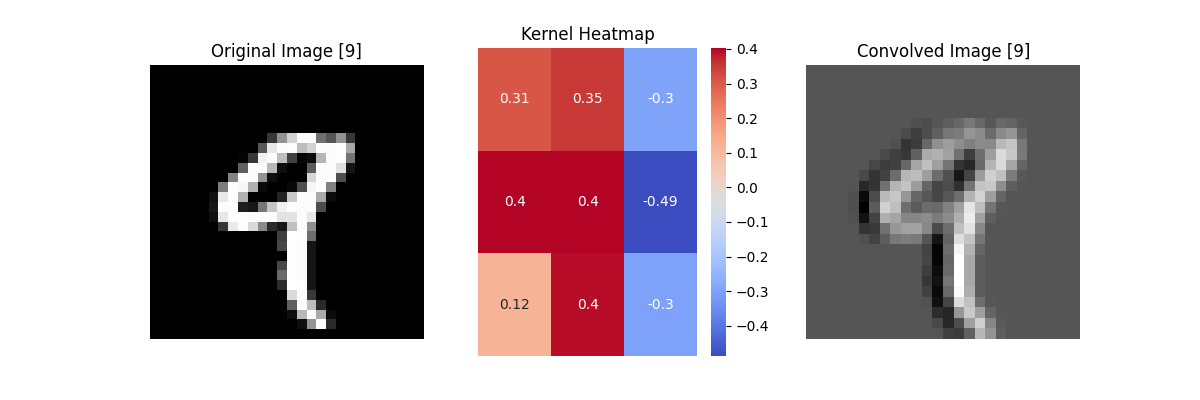 Original Image [9]
Kernel Heatmap
Convolved Image [9]
0.31 0.35 -0.3
0.4 0.4 -0.49
0.12 0.4 -0.3
0.4
0.3
0.2
0.1
0.0
−0.1
−0.2
−0.3
−0.4
9